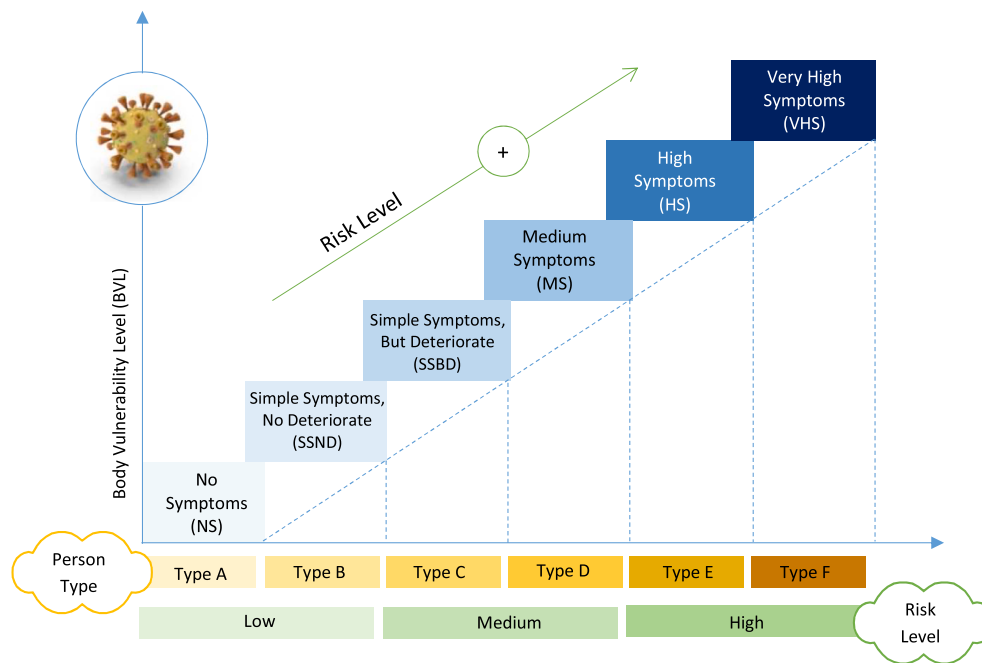 Very High
Symptoms
(VHS)
High
Symptoms
(HS)
+
Risk Level
Medium
Symptoms
(MS)
Simple Symptoms,
But Deteriorate
(SSBD)
Simple Symptoms,
No Deteriorate
(SSND)
No
Symptoms
(NS)
Body Vulnerability Level (BVL)
Person
Type
Type A
Type B
Type C
Type D
Type E
Type F
Low
Medium
High
Risk
Level